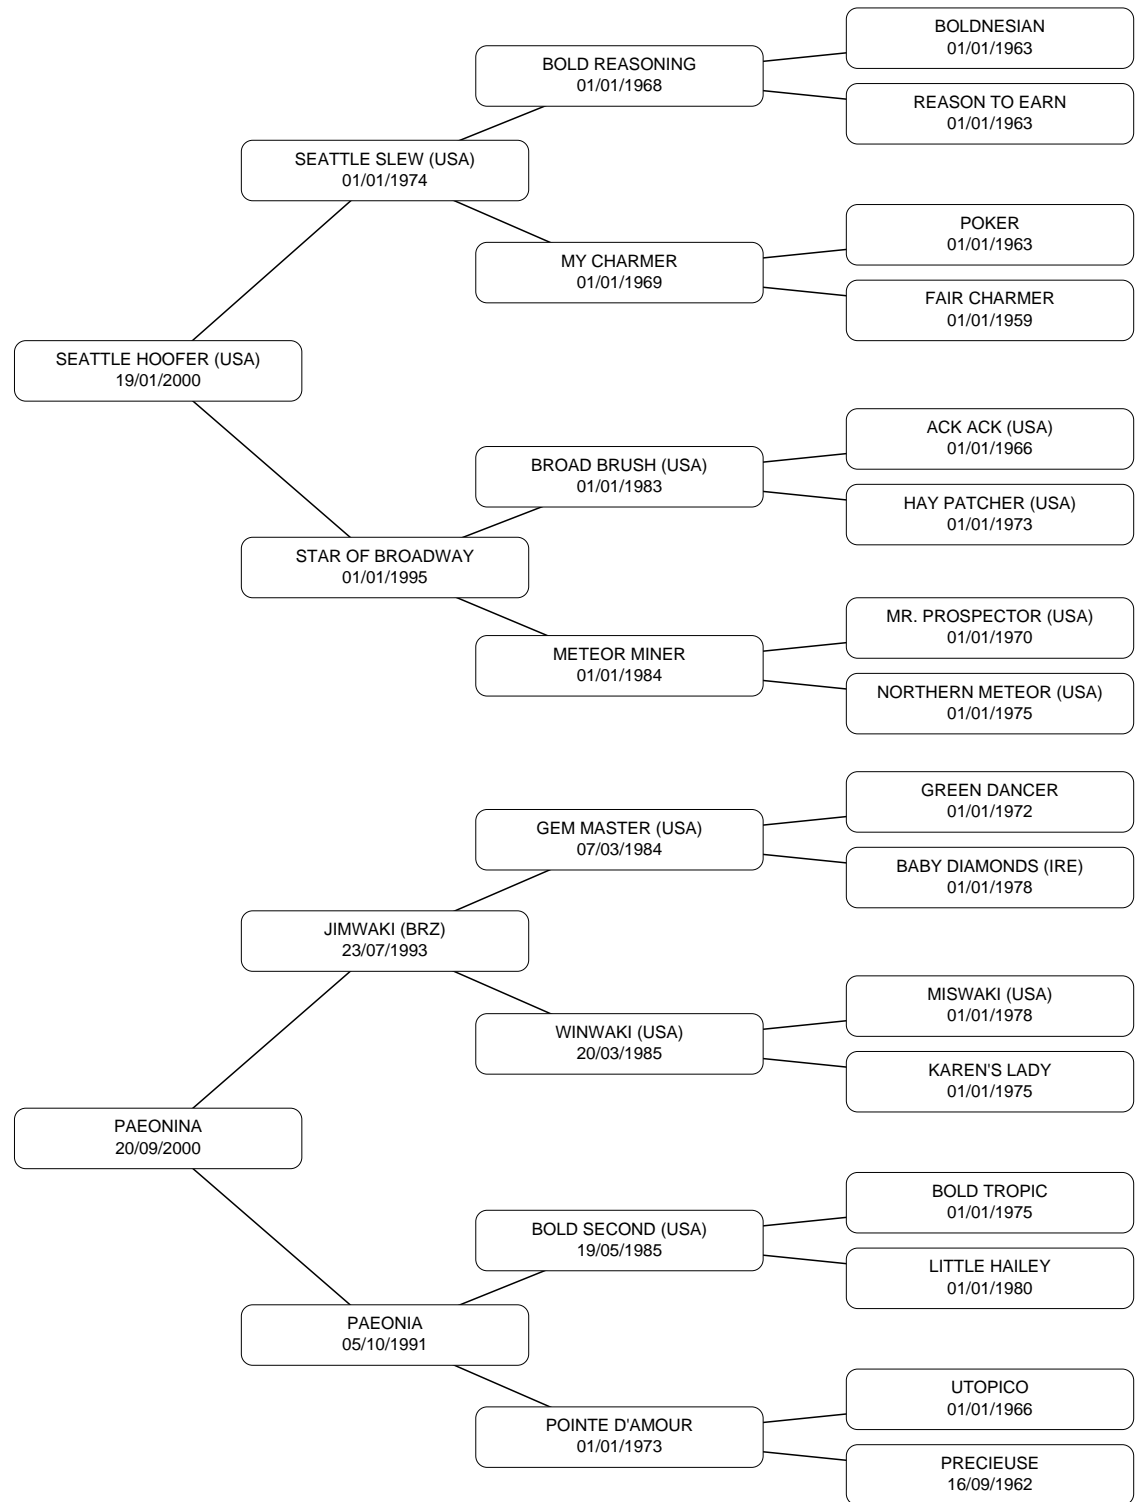 BOLDNESIAN
01/01/1963
BOLD REASONING
01/01/1968
REASON TO EARN
01/01/1963
SEATTLE SLEW (USA)
01/01/1974
POKER
01/01/1963
MY CHARMER
01/01/1969
FAIR CHARMER
01/01/1959
SEATTLE HOOFER (USA)
19/01/2000
ACK ACK (USA)
01/01/1966
BROAD BRUSH (USA)
01/01/1983
HAY PATCHER (USA)
01/01/1973
STAR OF BROADWAY
01/01/1995
MR. PROSPECTOR (USA)
01/01/1970
METEOR MINER
01/01/1984
NORTHERN METEOR (USA)
01/01/1975
GREEN DANCER
01/01/1972
GEM MASTER (USA)
07/03/1984
BABY DIAMONDS (IRE)
01/01/1978
JIMWAKI (BRZ)
23/07/1993
MISWAKI (USA)
01/01/1978
WINWAKI (USA)
20/03/1985
KAREN'S LADY
01/01/1975
PAEONINA
20/09/2000
BOLD TROPIC
01/01/1975
BOLD SECOND (USA)
19/05/1985
LITTLE HAILEY
01/01/1980
PAEONIA
05/10/1991
UTOPICO
01/01/1966
POINTE D'AMOUR
01/01/1973
PRECIEUSE
16/09/1962